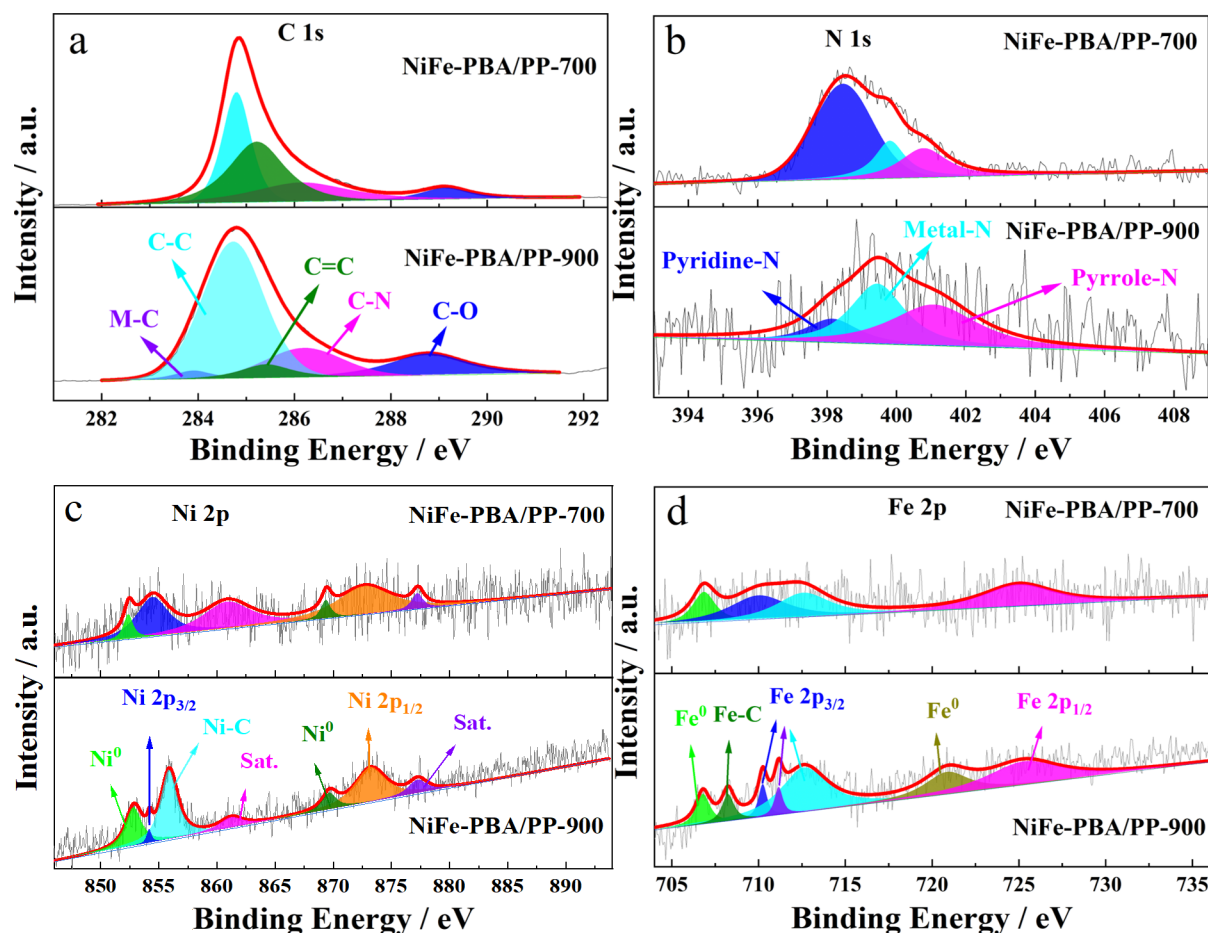 a
C 1s
NiFe-PBA/PP-700
C-C
NiFe-PBA/PP-900
C=C
C-N
M-C
C-O
Intensity / a.u.
282 284 286 288 290 292
Binding Energy / eV
b
N 1s
NiFe-PBA/PP-700
Metal-N
NiFe-PBA/PP-900
Pyridine-N
Pyrrole-N
Intensity / a.u.
394 396 398 400 402 404 406 408
Binding Energy / eV
c
Ni 2p
NiFe-PBA/PP-700
Ni 2p3/2
Ni-C
Ni⁰
Sat.
Ni⁰
Ni 2p1/2
Sat.
NiFe-PBA/PP-900
Intensity / a.u.
850 855 860 865 870 875 880 885 890
Binding Energy / eV
d
Fe 2p
NiFe-PBA/PP-700
Fe⁰
Fe-C
Fe 2p3/2
Fe⁰
Fe 2p1/2
NiFe-PBA/PP-900
Intensity / a.u.
705 710 715 720 725 730 735
Binding Energy / eV